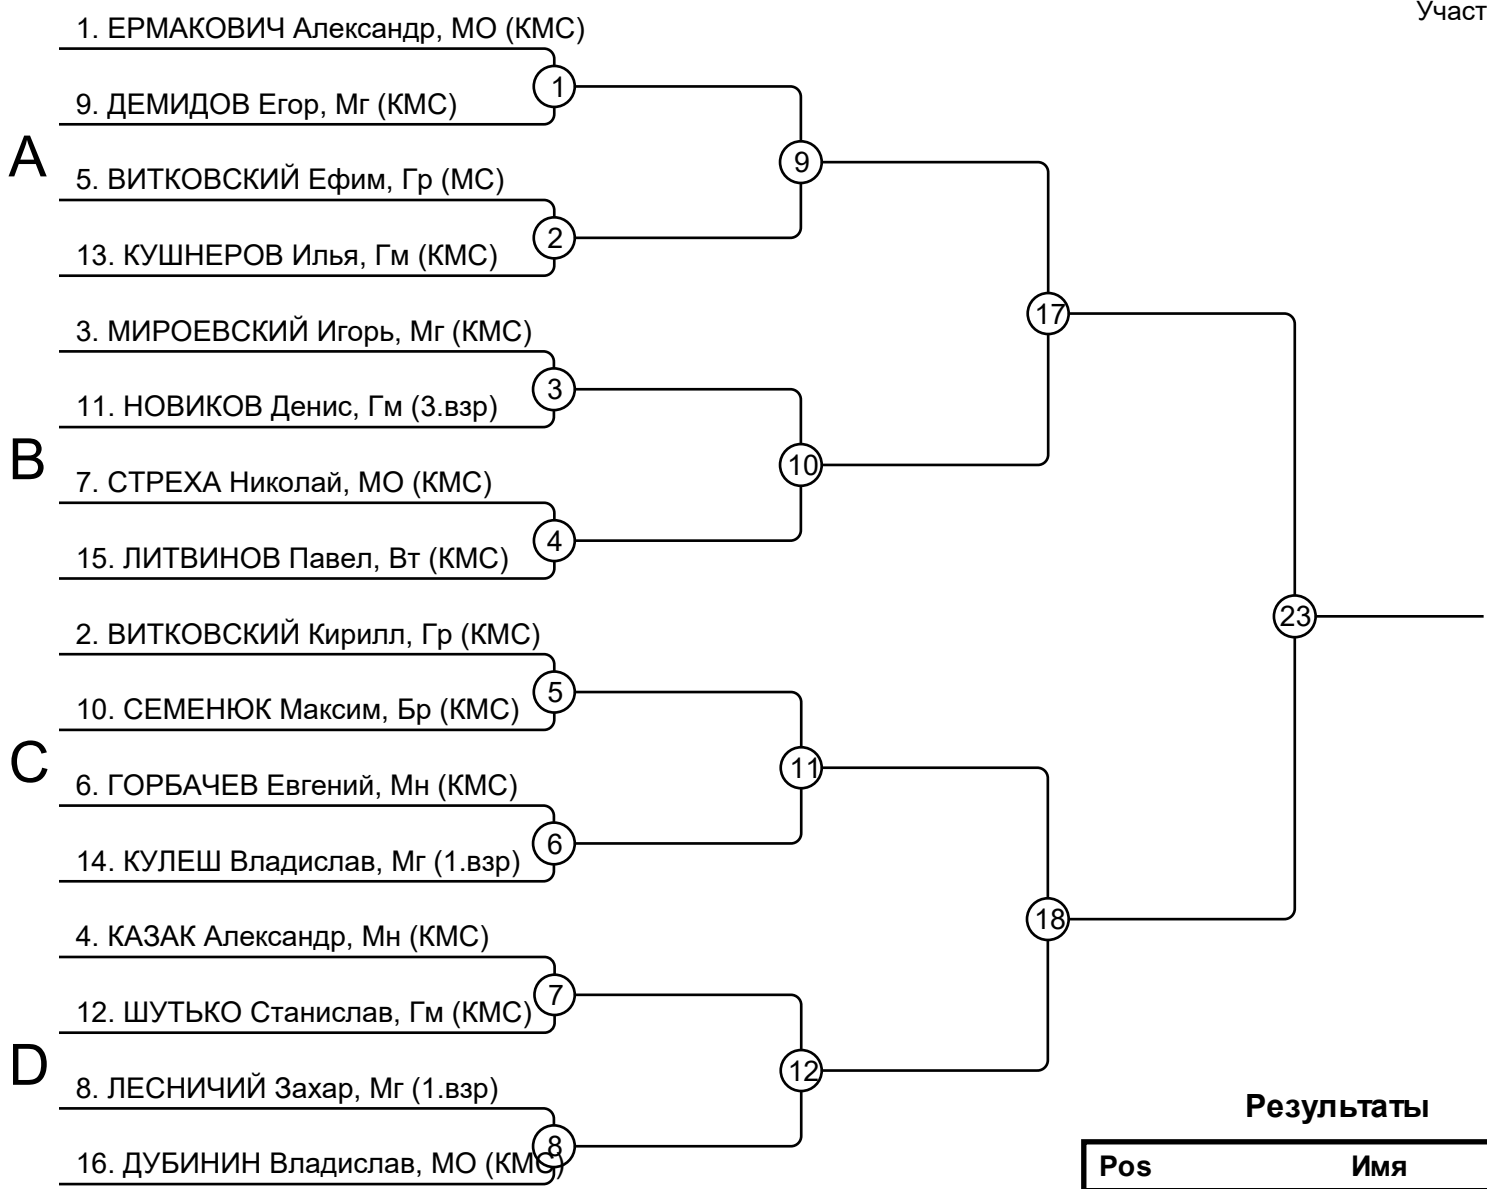 Участ
1. ЕРМАКОВИЧ Александр, МО (КМС)
1
9. ДЕМИДОВ Егор, Мг (КМС)
A
9
5. ВИТКОВСКИЙ Ефим, Гр (МС)
2
13. КУШНЕРОВ Илья, Гм (КМС)
17
3. МИРОЕВСКИЙ Игорь, Мг (КМС)
3
11. НОВИКОВ Денис, Гм (3.взр)
B
10
7. СТРЕХА Николай, МО (КМС)
4
15. ЛИТВИНОВ Павел, Вт (КМС)
23
2. ВИТКОВСКИЙ Кирилл, Гр (КМС)
5
10. СЕМЕНЮК Максим, Бр (КМС)
C
11
6. ГОРБАЧЕВ Евгений, Мн (КМС)
6
14. КУЛЕШ Владислав, Мг (1.взр)
18
4. КАЗАК Александр, Мн (КМС)
7
12. ШУТЬКО Станислав, Гм (КМС)
D
12
8. ЛЕСНИЧИЙ Захар, Мг (1.взр)
8
16. ДУБИНИН Владислав, МО (КМС)
Результаты
Pos Имя